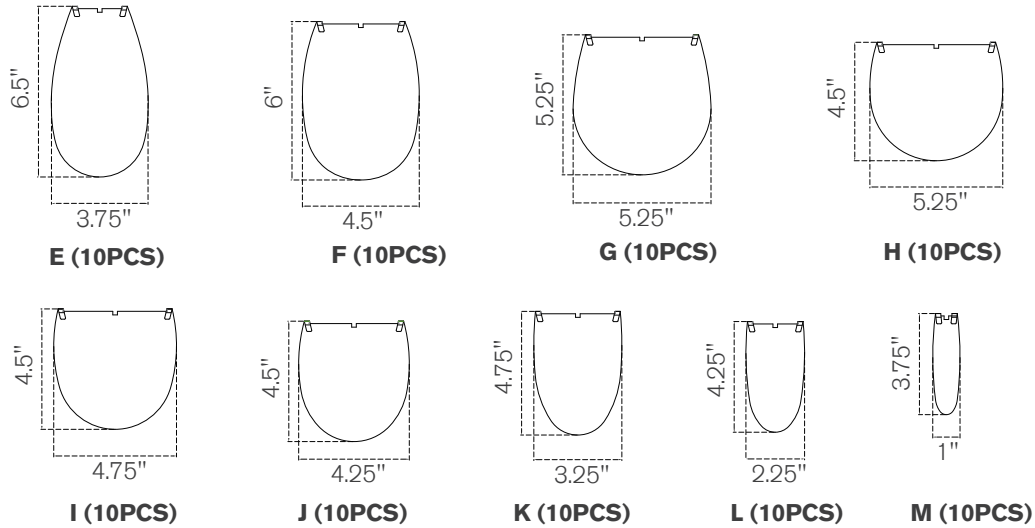 6.5"
3.75"
E (10PCS)
6"
4.5"
F (10PCS)
5.25"
5.25"
G (10PCS)
4.5"
5.25"
H (10PCS)
4.5"
4.75"
I (10PCS)
4.5"
4.25"
J (10PCS)
4.75"
3.25"
K (10PCS)
4.25"
2.25"
L (10PCS)
3.75"
1"
M (10PCS)